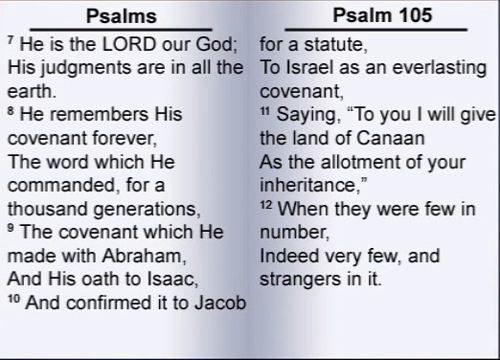 Psalms
⁷ He is the LORD our God;
His judgments are in all the
earth.
⁸ He remembers His
covenant forever,
The word which He
commanded, for a
thousand generations,
⁹ The covenant which He
made with Abraham,
And His oath to Isaac,
¹⁰ And confirmed it to Jacob
Psalm 105
for a statute,
To Israel as an everlasting
covenant,
¹¹ Saying, “To you I will give
the land of Canaan
As the allotment of your
inheritance,”
¹² When they were few in
number,
Indeed very few, and
strangers in it.